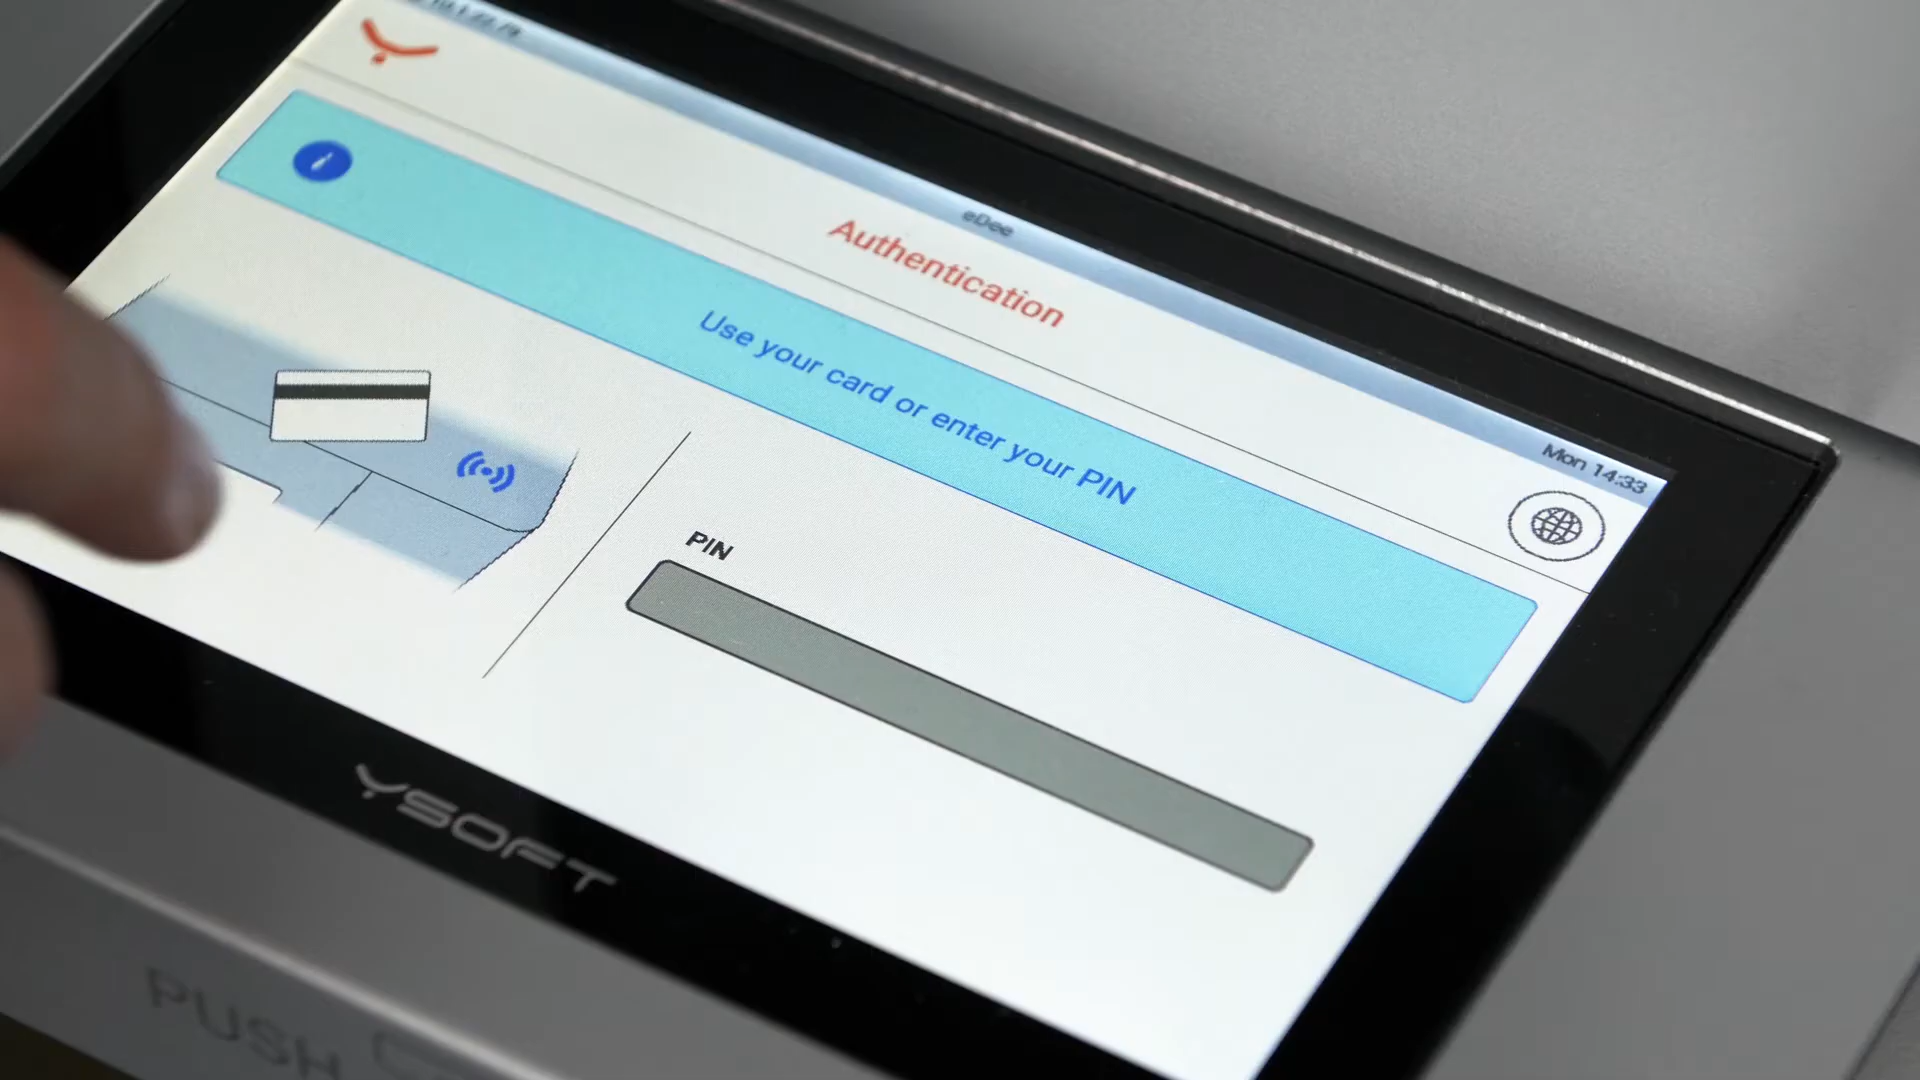 eDee
Mon 14:33
Authentication
Use your card or enter your PIN
PIN
YSOFT
PUSH